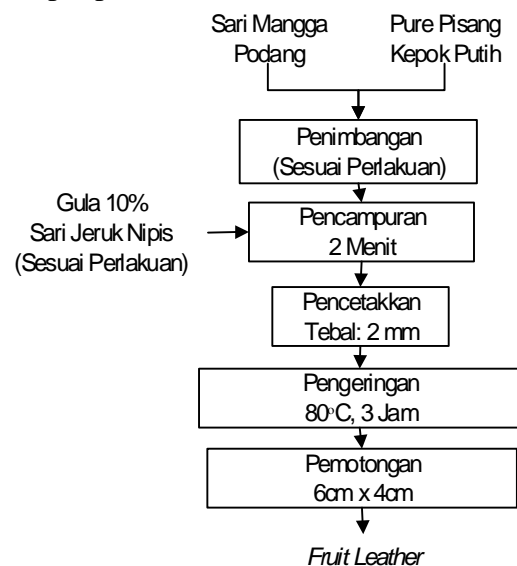 Sari Mangga
Podang
Pure Pisang
Kepok Putih
Penimbangan
(Sesuai Perlakuan)
Gula 10%
Sari Jeruk Nipis
(Sesuai Perlakuan)
Pencampuran
2 Menit
Pencetakkan
Tebal: 2 mm
Pengeringan
80°C, 3 Jam
Pemotongan
6cm x 4cm
Fruit Leather